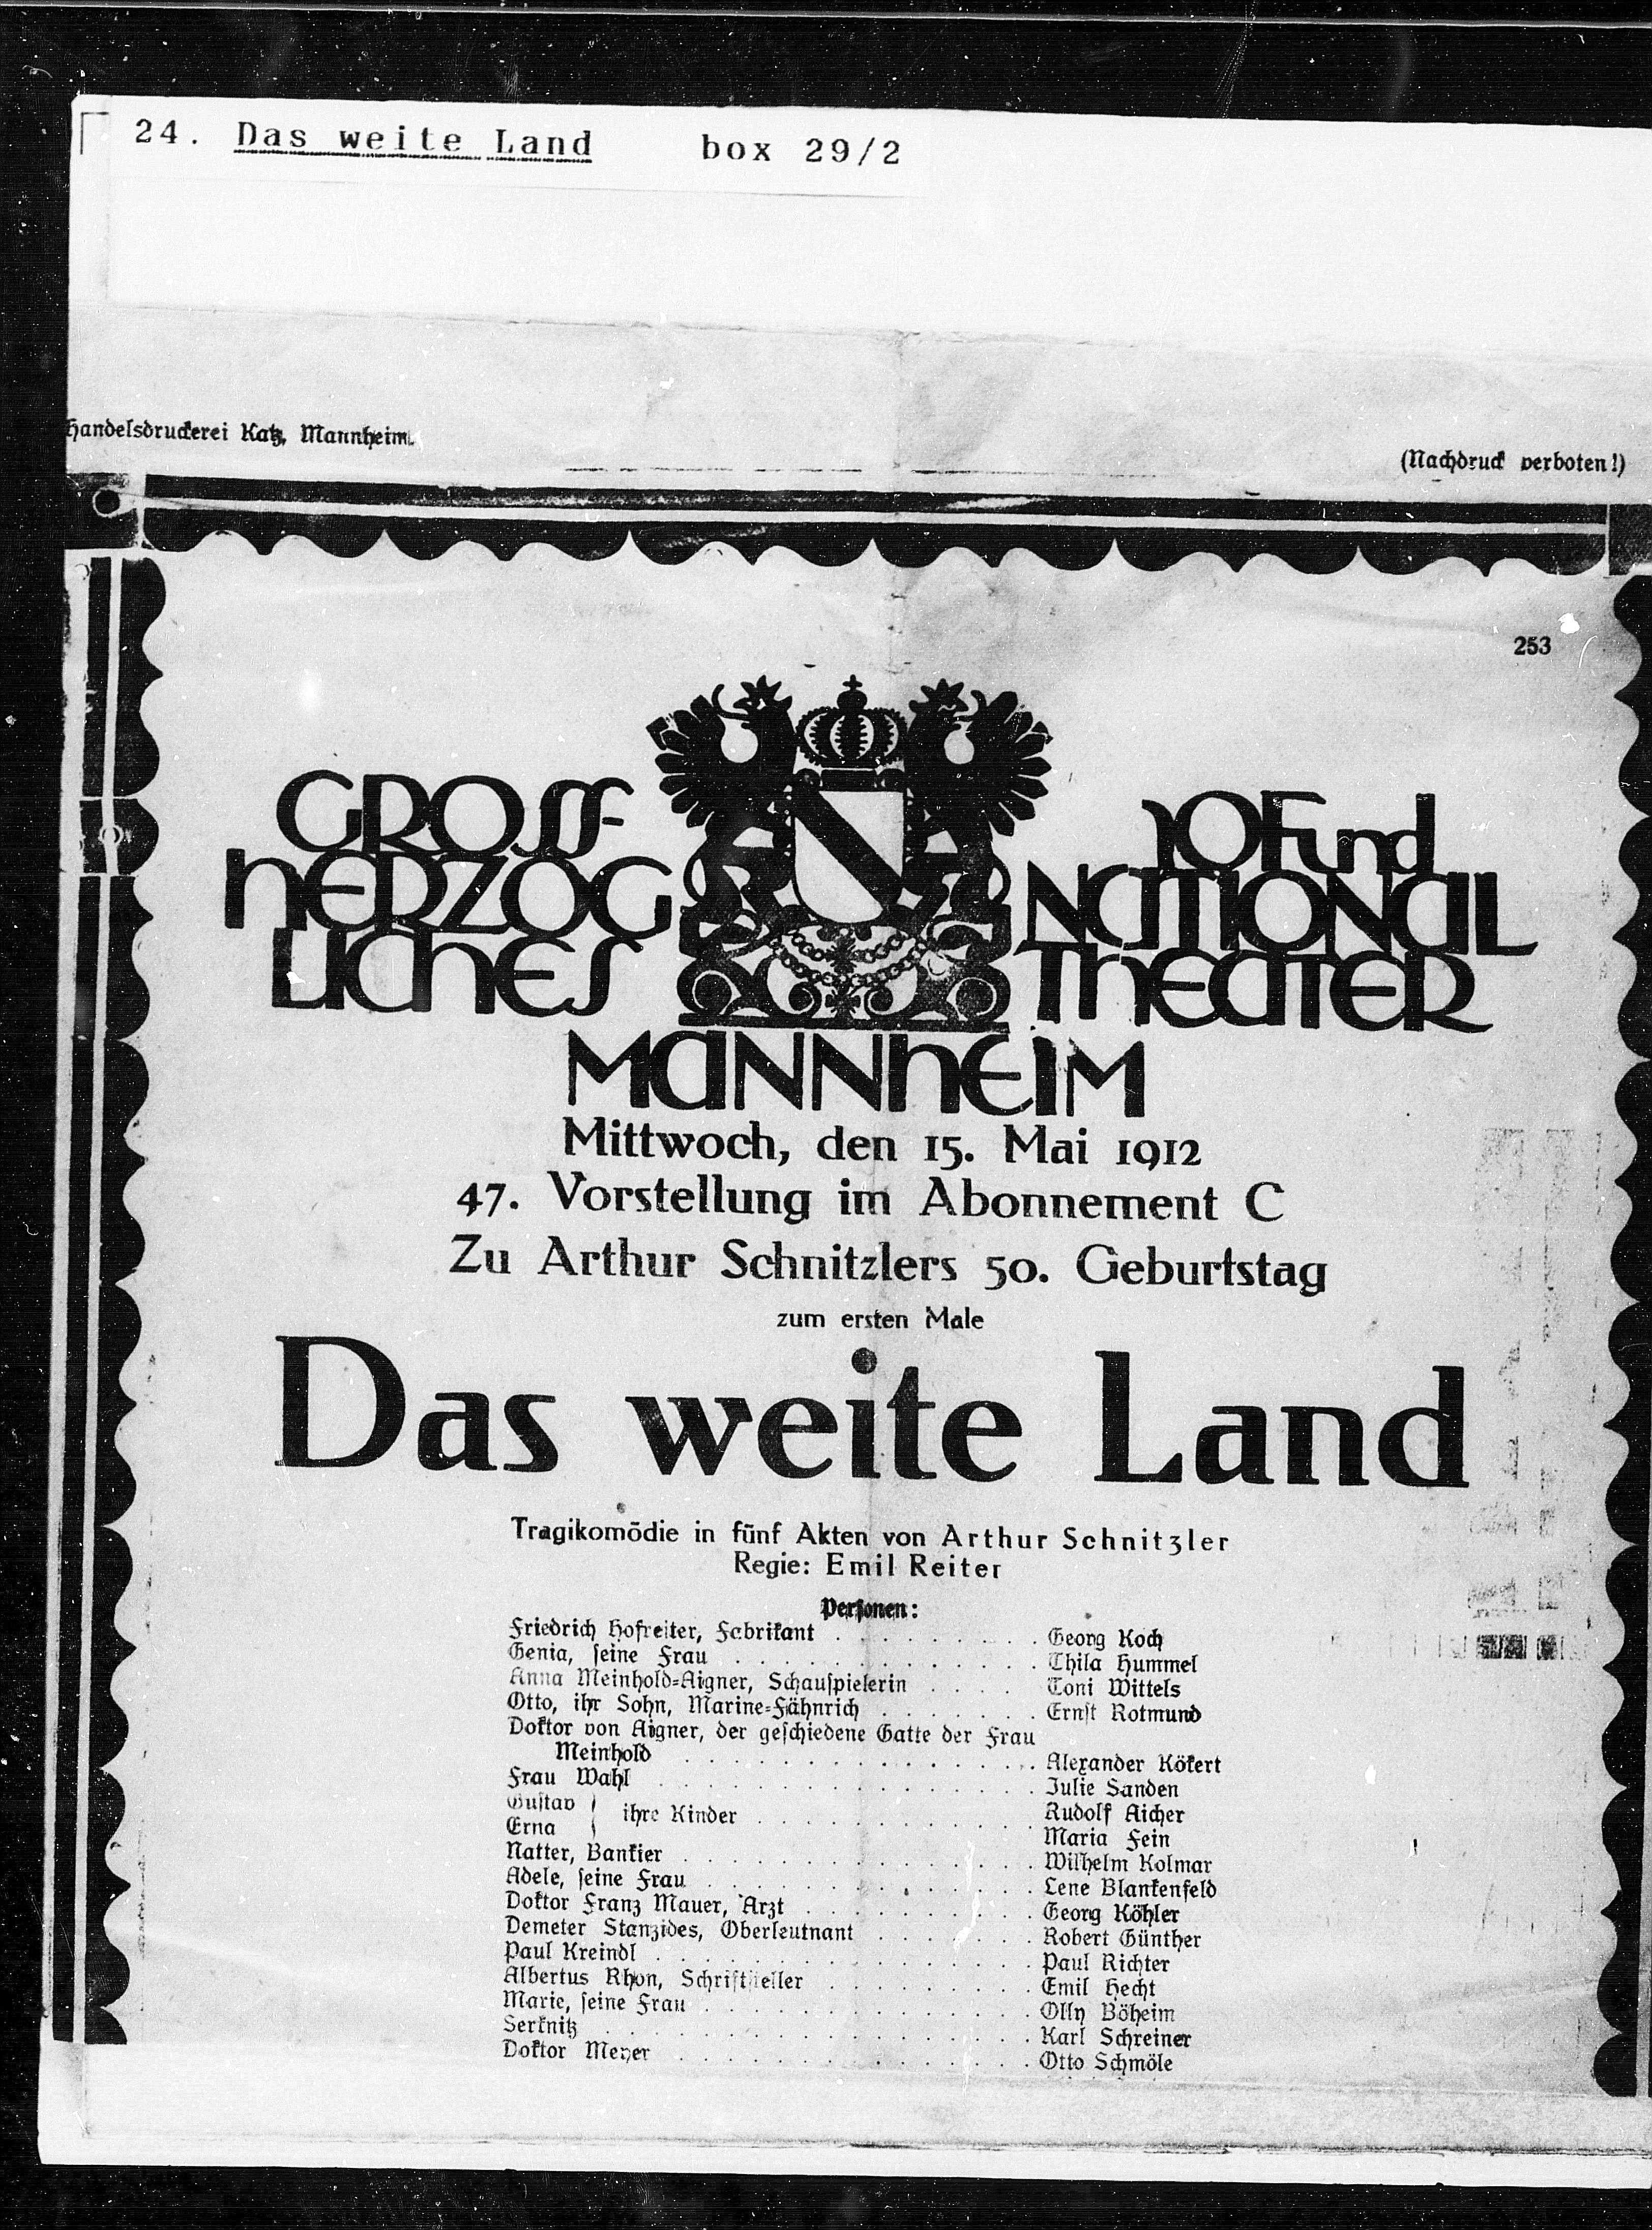 24. Das weite Land box 29/2
Handelsdruckerei Katz, Mannheim.
(Nachdruck verboten!)
253
GROSS-
HERZOG
LICHES
HOF und
NATIONAL
THEATER
MANNHEIM
Mittwoch, den 15. Mai 1912
47. Vorstellung im Abonnement C
Zu Arthur Schnitzlers 50. Geburtstag
zum ersten Male
Das weite Land
Tragikomödie in fünf Akten von Arthur Schnitzler
Regie: Emil Reiter
Personen:
Friedrich Hofreiter, Fabrikant . . . . . . . . . Georg Koch
Genia, seine Frau . . . . . . . . . . . . . Thila Hummel
Anna Meinhold-Aigner, Schauspielerin . . . . . Toni Wittels
Otto, ihr Sohn, Marine-Fähnrich . . . . . . . Ernst Rotmund
Doktor von Aigner, der geschiedene Gatte der Frau
Meinhold . . . . . . . . . . . . . . Alexander Kökert
Frau Wahl . . . . . . . . . . . . . . . . Julie Sanden
Gustav } ihre Kinder . . . . . . . . . . . . Rudolf Aicher
Erna } Maria Fein
Natter, Bankier . . . . . . . . . . . . . . . Wilhelm Kolmar
Adele, seine Frau . . . . . . . . . . . . . . Lene Blankenfeld
Doktor Franz Mauer, Arzt . . . . . . . . . . Georg Köhler
Demeter Stanzides, Oberleutnant . . . . . . . Robert Günther
Paul Kreindl . . . . . . . . . . . . . . . . Paul Richter
Albertus Rhon, Schriftsteller . . . . . . . . . Emil Hecht
Marie, seine Frau . . . . . . . . . . . . . . Olly Böheim
Serknitz . . . . . . . . . . . . . . . . . . Karl Schreiner
Doktor Meyer . . . . . . . . . . . . . . . Otto Schmöle